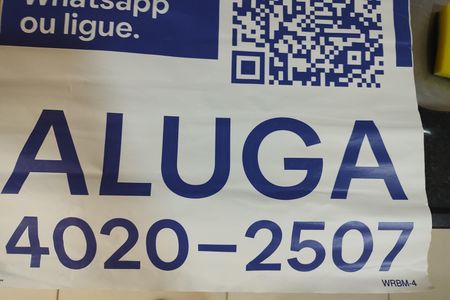 Whatsapp
ou ligue.
ALUGA
4020-2507
WRBM-4